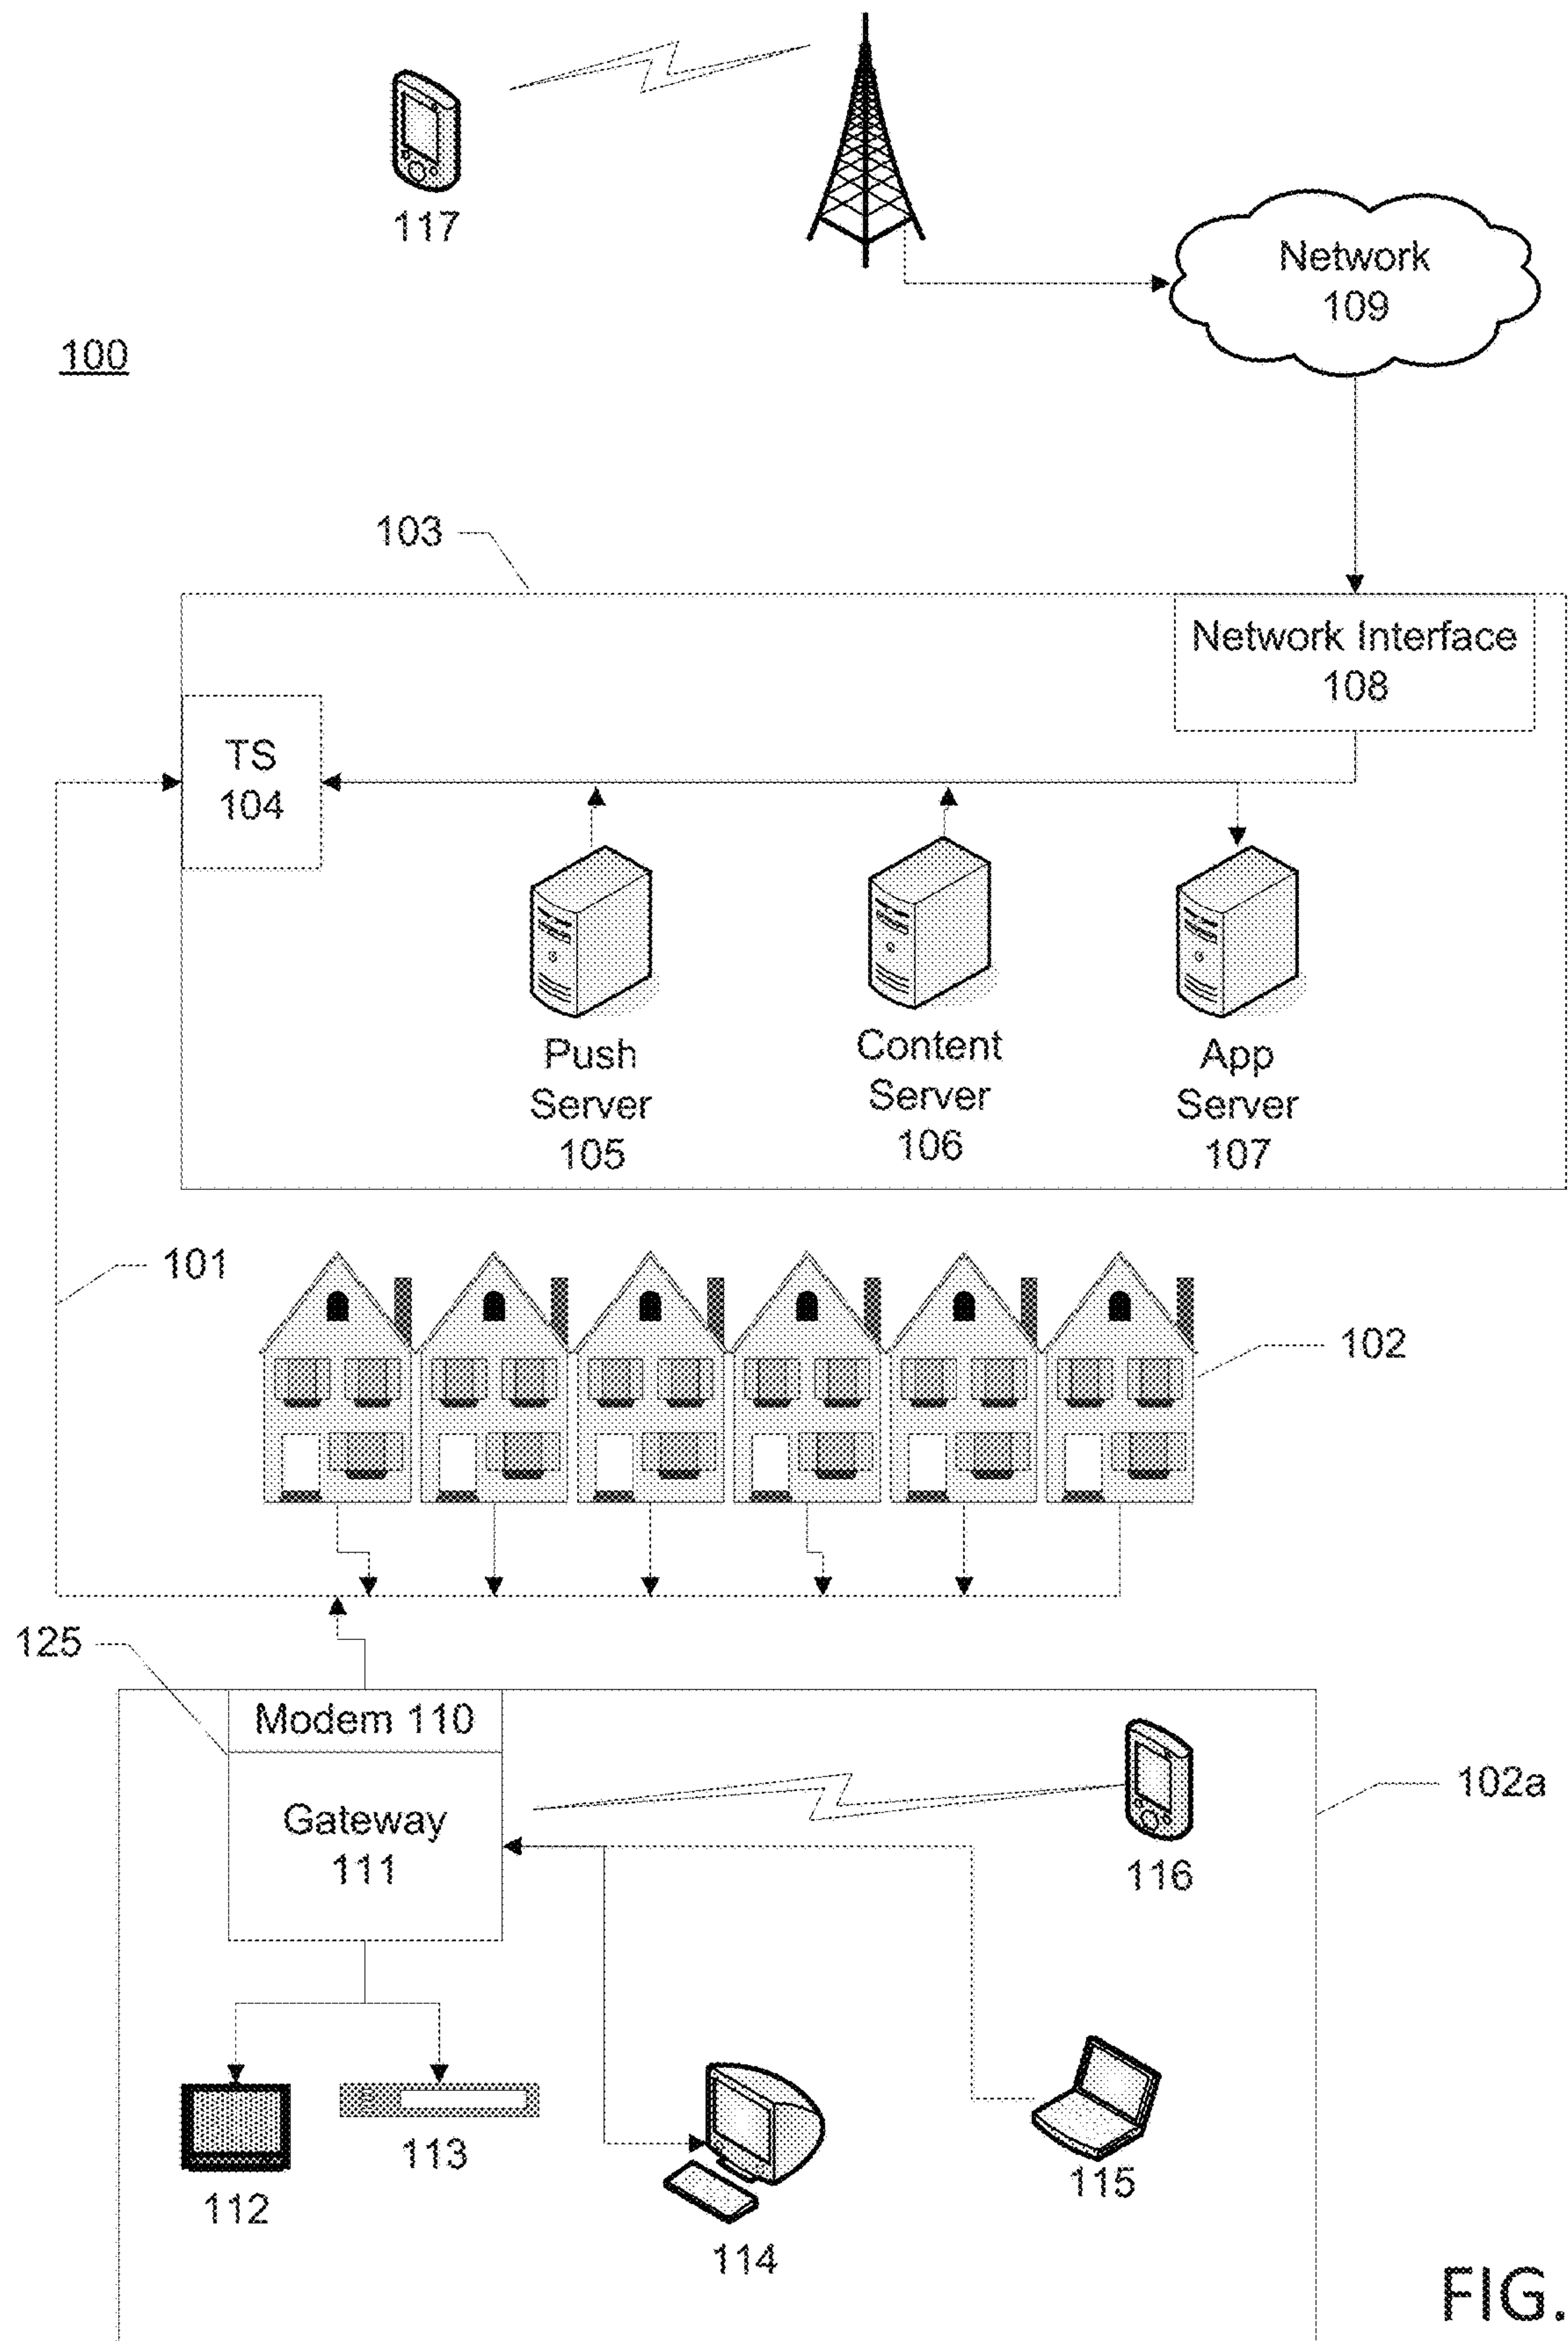 117
Network
109
100
103
Network Interface
108
TS
104
Push
Server
105
Content
Server
106
App
Server
107
101
102
125
Modem 110
Gateway
111
116
102a
112
113
114
115
FIG.